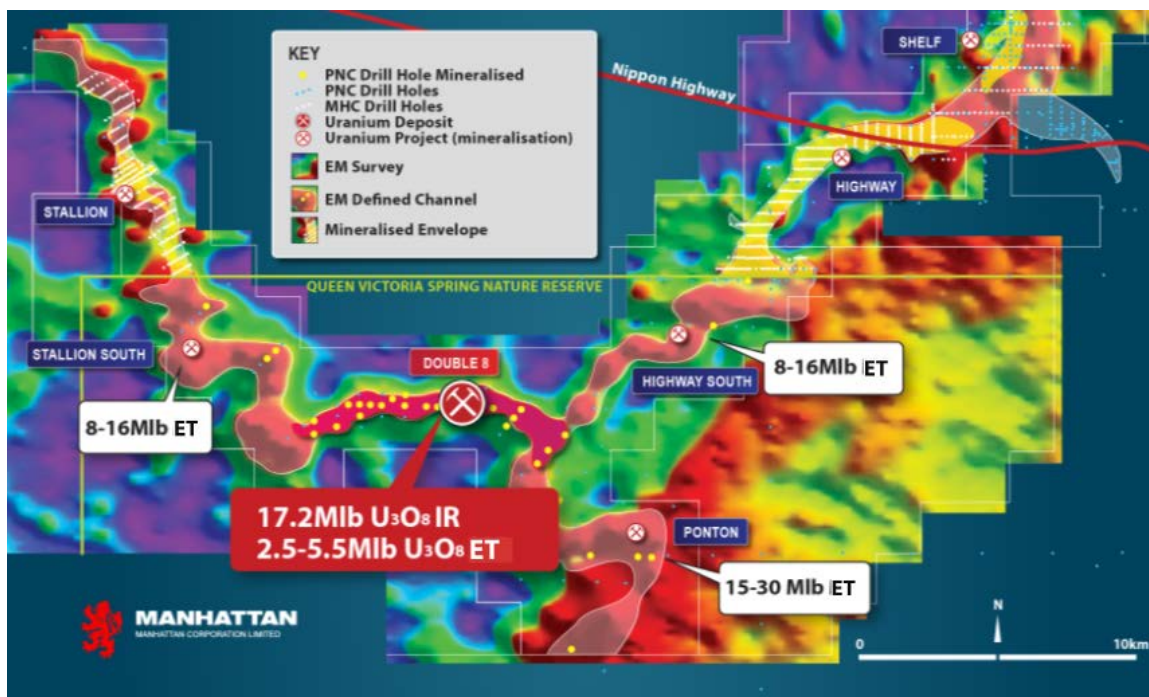 SHELF
KEY
PNC Drill Hole Mineralised
PNC Drill Holes
MHC Drill Holes
Uranium Deposit
Uranium Project (mineralisation)
EM Survey
EM Defined Channel
Mineralised Envelope
Nippon Highway
HIGHWAY
STALLION
QUEEN VICTORIA SPRING NATURE RESERVE
STALLION SOUTH
DOUBLE 8
HIGHWAY SOUTH
8-16Mlb ET
8-16Mlb ET
17.2Mlb U3O8 IR
2.5-5.5Mlb U3O8 ET
PONTON
15-30 Mlb ET
MANHATTAN
MANHATTAN CORPORATION LIMITED
N
0
10km